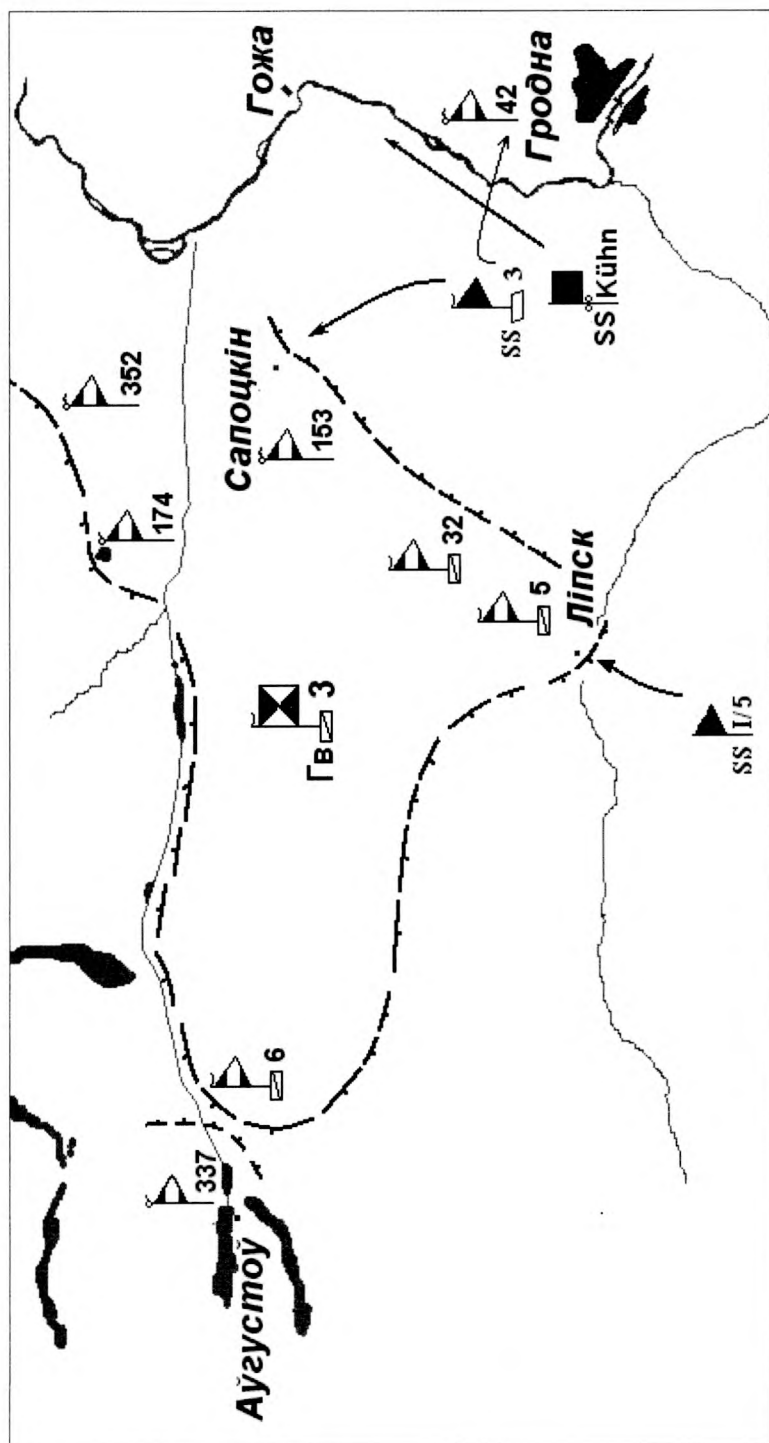 Гожа
42
Гродна
352
174
Сапоцкін
153
SS 3
SS Kühn
32
5
Ліпск
Гв 3
SS I/5
6
337
Аўгустоў